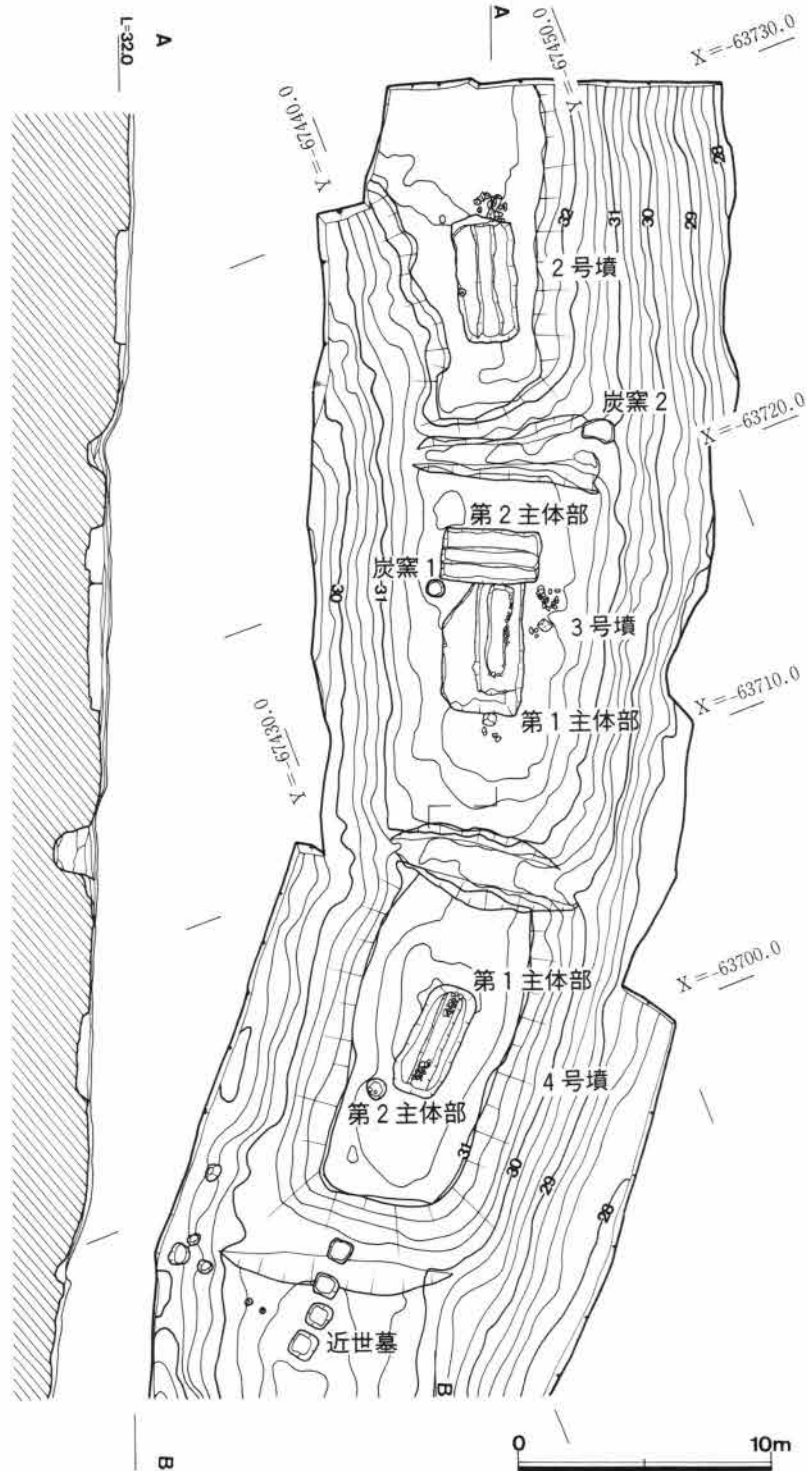 A
A
L=32.0
Y=-67450.0
X=-63730.0
Y=-67440.0
28
32
31
30
29
2号墳
炭窯2
X=-63720.0
第2主体部
炭窯1
30
31
3号墳
X=-63710.0
第1主体部
Y=-67430.0
X=-63700.0
第1主体部
4号墳
第2主体部
31
30
29
28
近世墓
B
B
0
10m